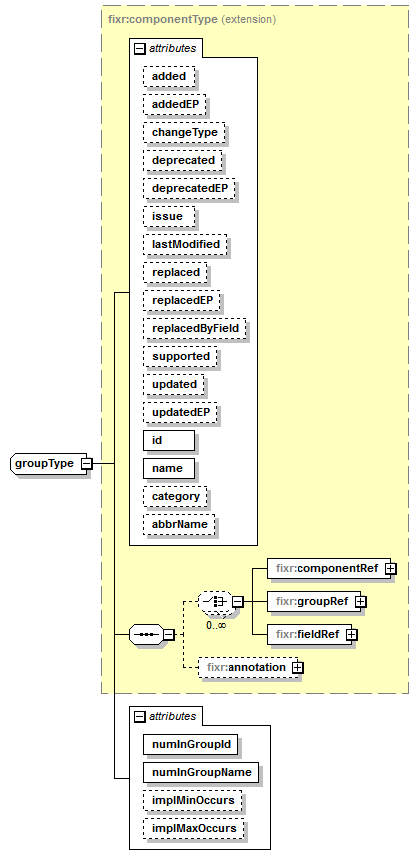 fixr:componentType (extension)
attributes
added
addedEP
changeType
deprecated
deprecatedEP
issue
lastModified
replaced
replacedEP
replacedByField
supported
updated
updatedEP
id
name
category
abbrName
groupType
fixr:componentRef
fixr:groupRef
0..∞
fixr:fieldRef
fixr:annotation
attributes
numInGroupId
numInGroupName
implMinOccurs
implMaxOccurs